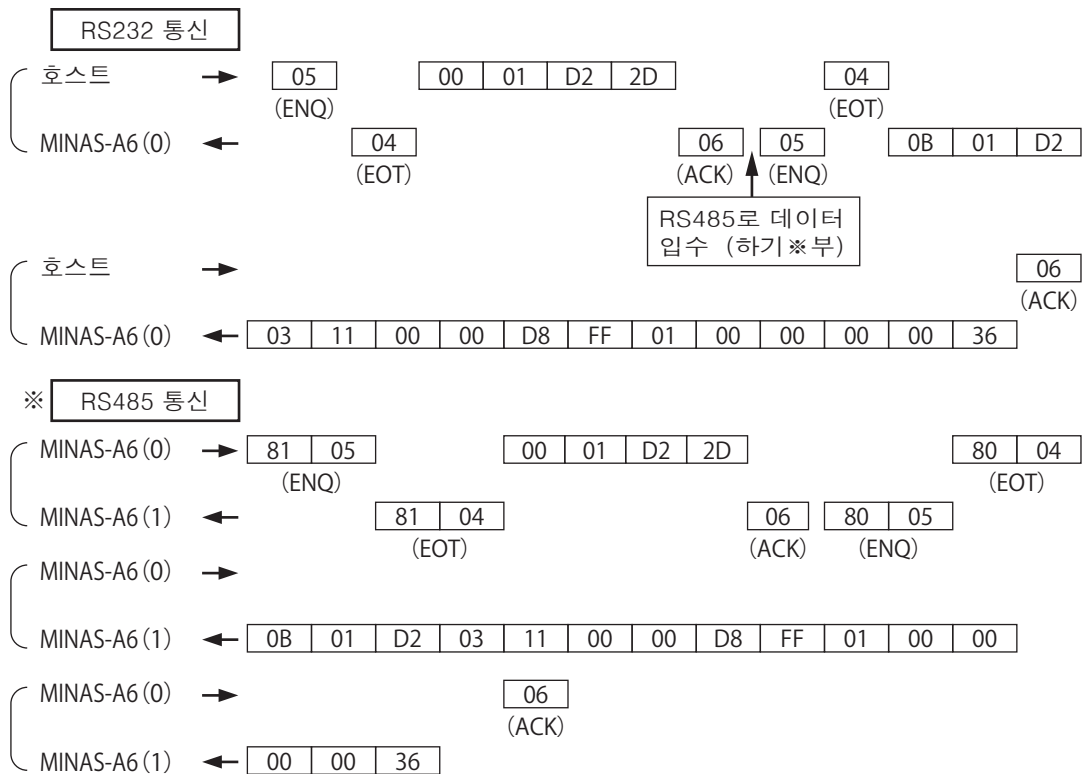 RS232 통신
호스트 05 00 01 D2 2D 04
(ENQ) (EOT)
MINAS-A6(0) 04 06 05 0B 01 D2
(EOT) (ACK) (ENQ)
RS485로 데이터
입수 (하기※부)
호스트 06
(ACK)
MINAS-A6(0) 03 11 00 00 D8 FF 01 00 00 00 00 36
※ RS485 통신
MINAS-A6(0) 81 05 00 01 D2 2D 80 04
(ENQ) (EOT)
MINAS-A6(1) 81 04 06 80 05
(EOT) (ACK) (ENQ)
MINAS-A6(0)
MINAS-A6(1) 0B 01 D2 03 11 00 00 D8 FF 01 00 00
MINAS-A6(0) 06
(ACK)
MINAS-A6(1) 00 00 36